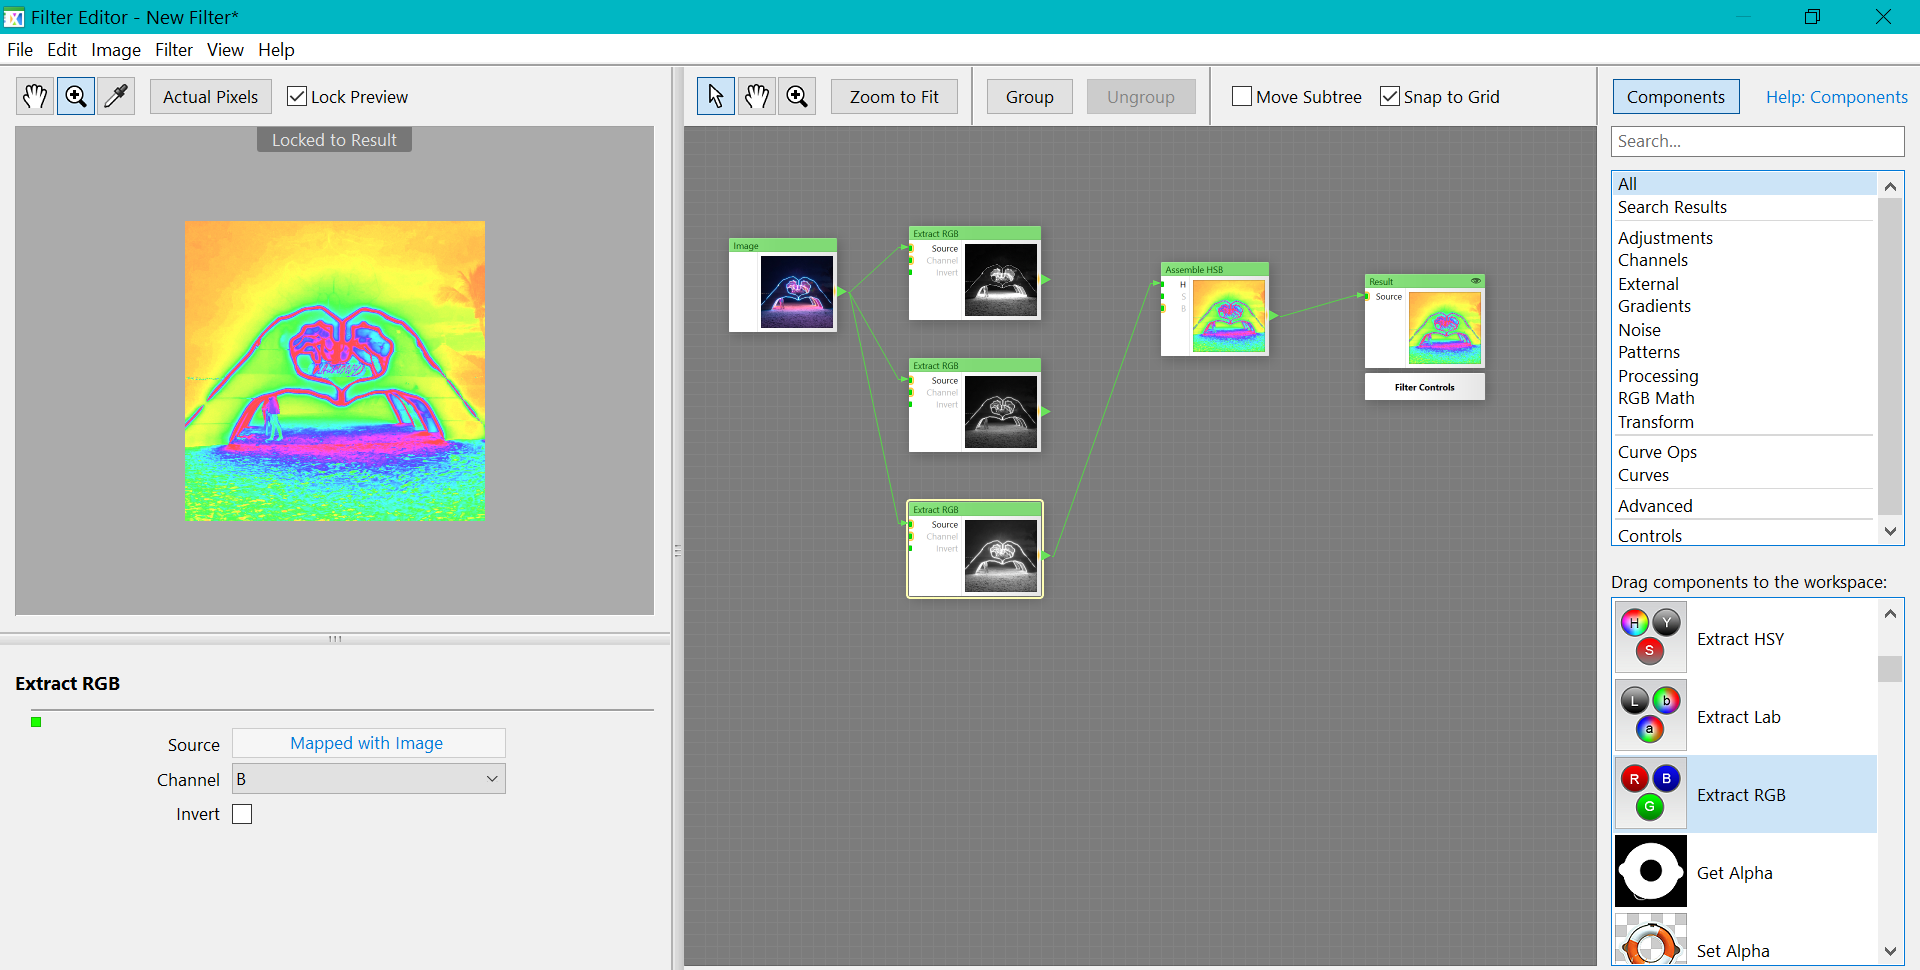 Filter Editor - New Filter*
File Edit Image Filter View Help
Actual Pixels
Lock Preview
Zoom to Fit
Group
Ungroup
Move Subtree
Snap to Grid
Components
Help: Components
Locked to Result
Search...
All
Search Results
Adjustments
Channels
External
Gradients
Noise
Patterns
Processing
RGB Math
Transform
Curve Ops
Curves
Advanced
Controls
Image
Extract RGB
Source
Channel
Invert
Extract RGB
Source
Channel
Invert
Extract RGB
Source
Channel
Invert
Assemble HSB
H
S
B
Result
Source
Filter Controls
Drag components to the workspace:
H Y
S
Extract HSY
L b
a
Extract Lab
R B
G
Extract RGB
Get Alpha
Set Alpha
Extract RGB
Source Mapped with Image
Channel B
Invert